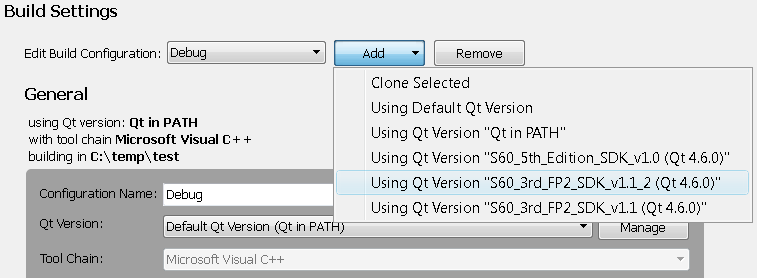 Build Settings
Edit Build Configuration: Debug Add Remove
Clone Selected
Using Default Qt Version
Using Qt Version "Qt in PATH"
Using Qt Version "S60_5th_Edition_SDK_v1.0 (Qt 4.6.0)"
Using Qt Version "S60_3rd_FP2_SDK_v1.1_2 (Qt 4.6.0)"
Using Qt Version "S60_3rd_FP2_SDK_v1.1 (Qt 4.6.0)"
General
using Qt version: Qt in PATH
with tool chain Microsoft Visual C++
building in C:\temp\test
Configuration Name: Debug
Qt Version: Default Qt Version (Qt in PATH) Manage
Tool Chain: Microsoft Visual C++